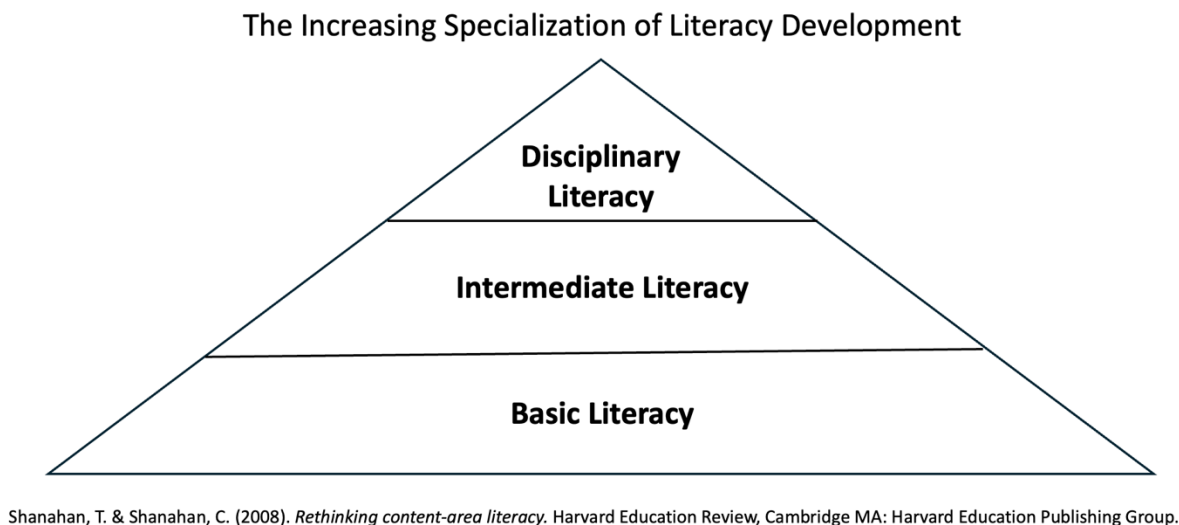 The Increasing Specialization of Literacy Development
Disciplinary
Literacy
Intermediate Literacy
Basic Literacy
Shanahan, T. & Shanahan, C. (2008). Rethinking content-area literacy. Harvard Education Review, Cambridge MA: Harvard Education Publishing Group.